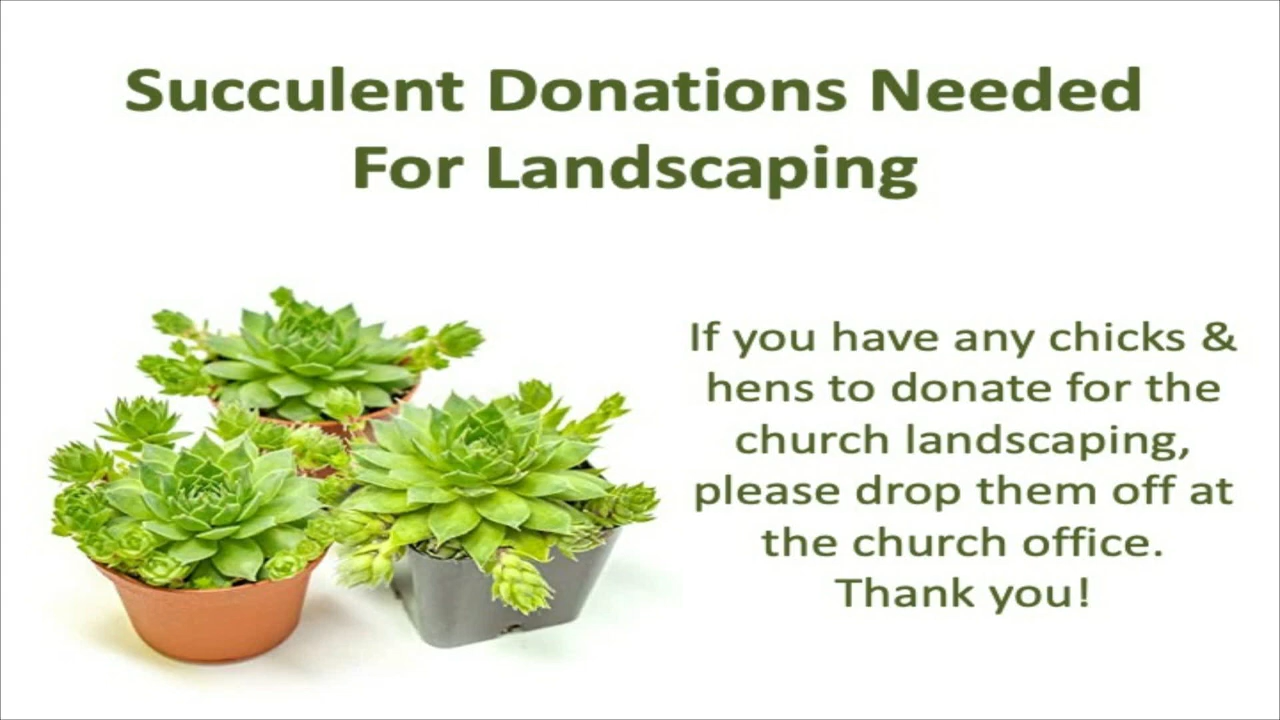 Succulent Donations Needed
For Landscaping
If you have any chicks &
hens to donate for the
church landscaping,
please drop them off at
the church office.
Thank you!